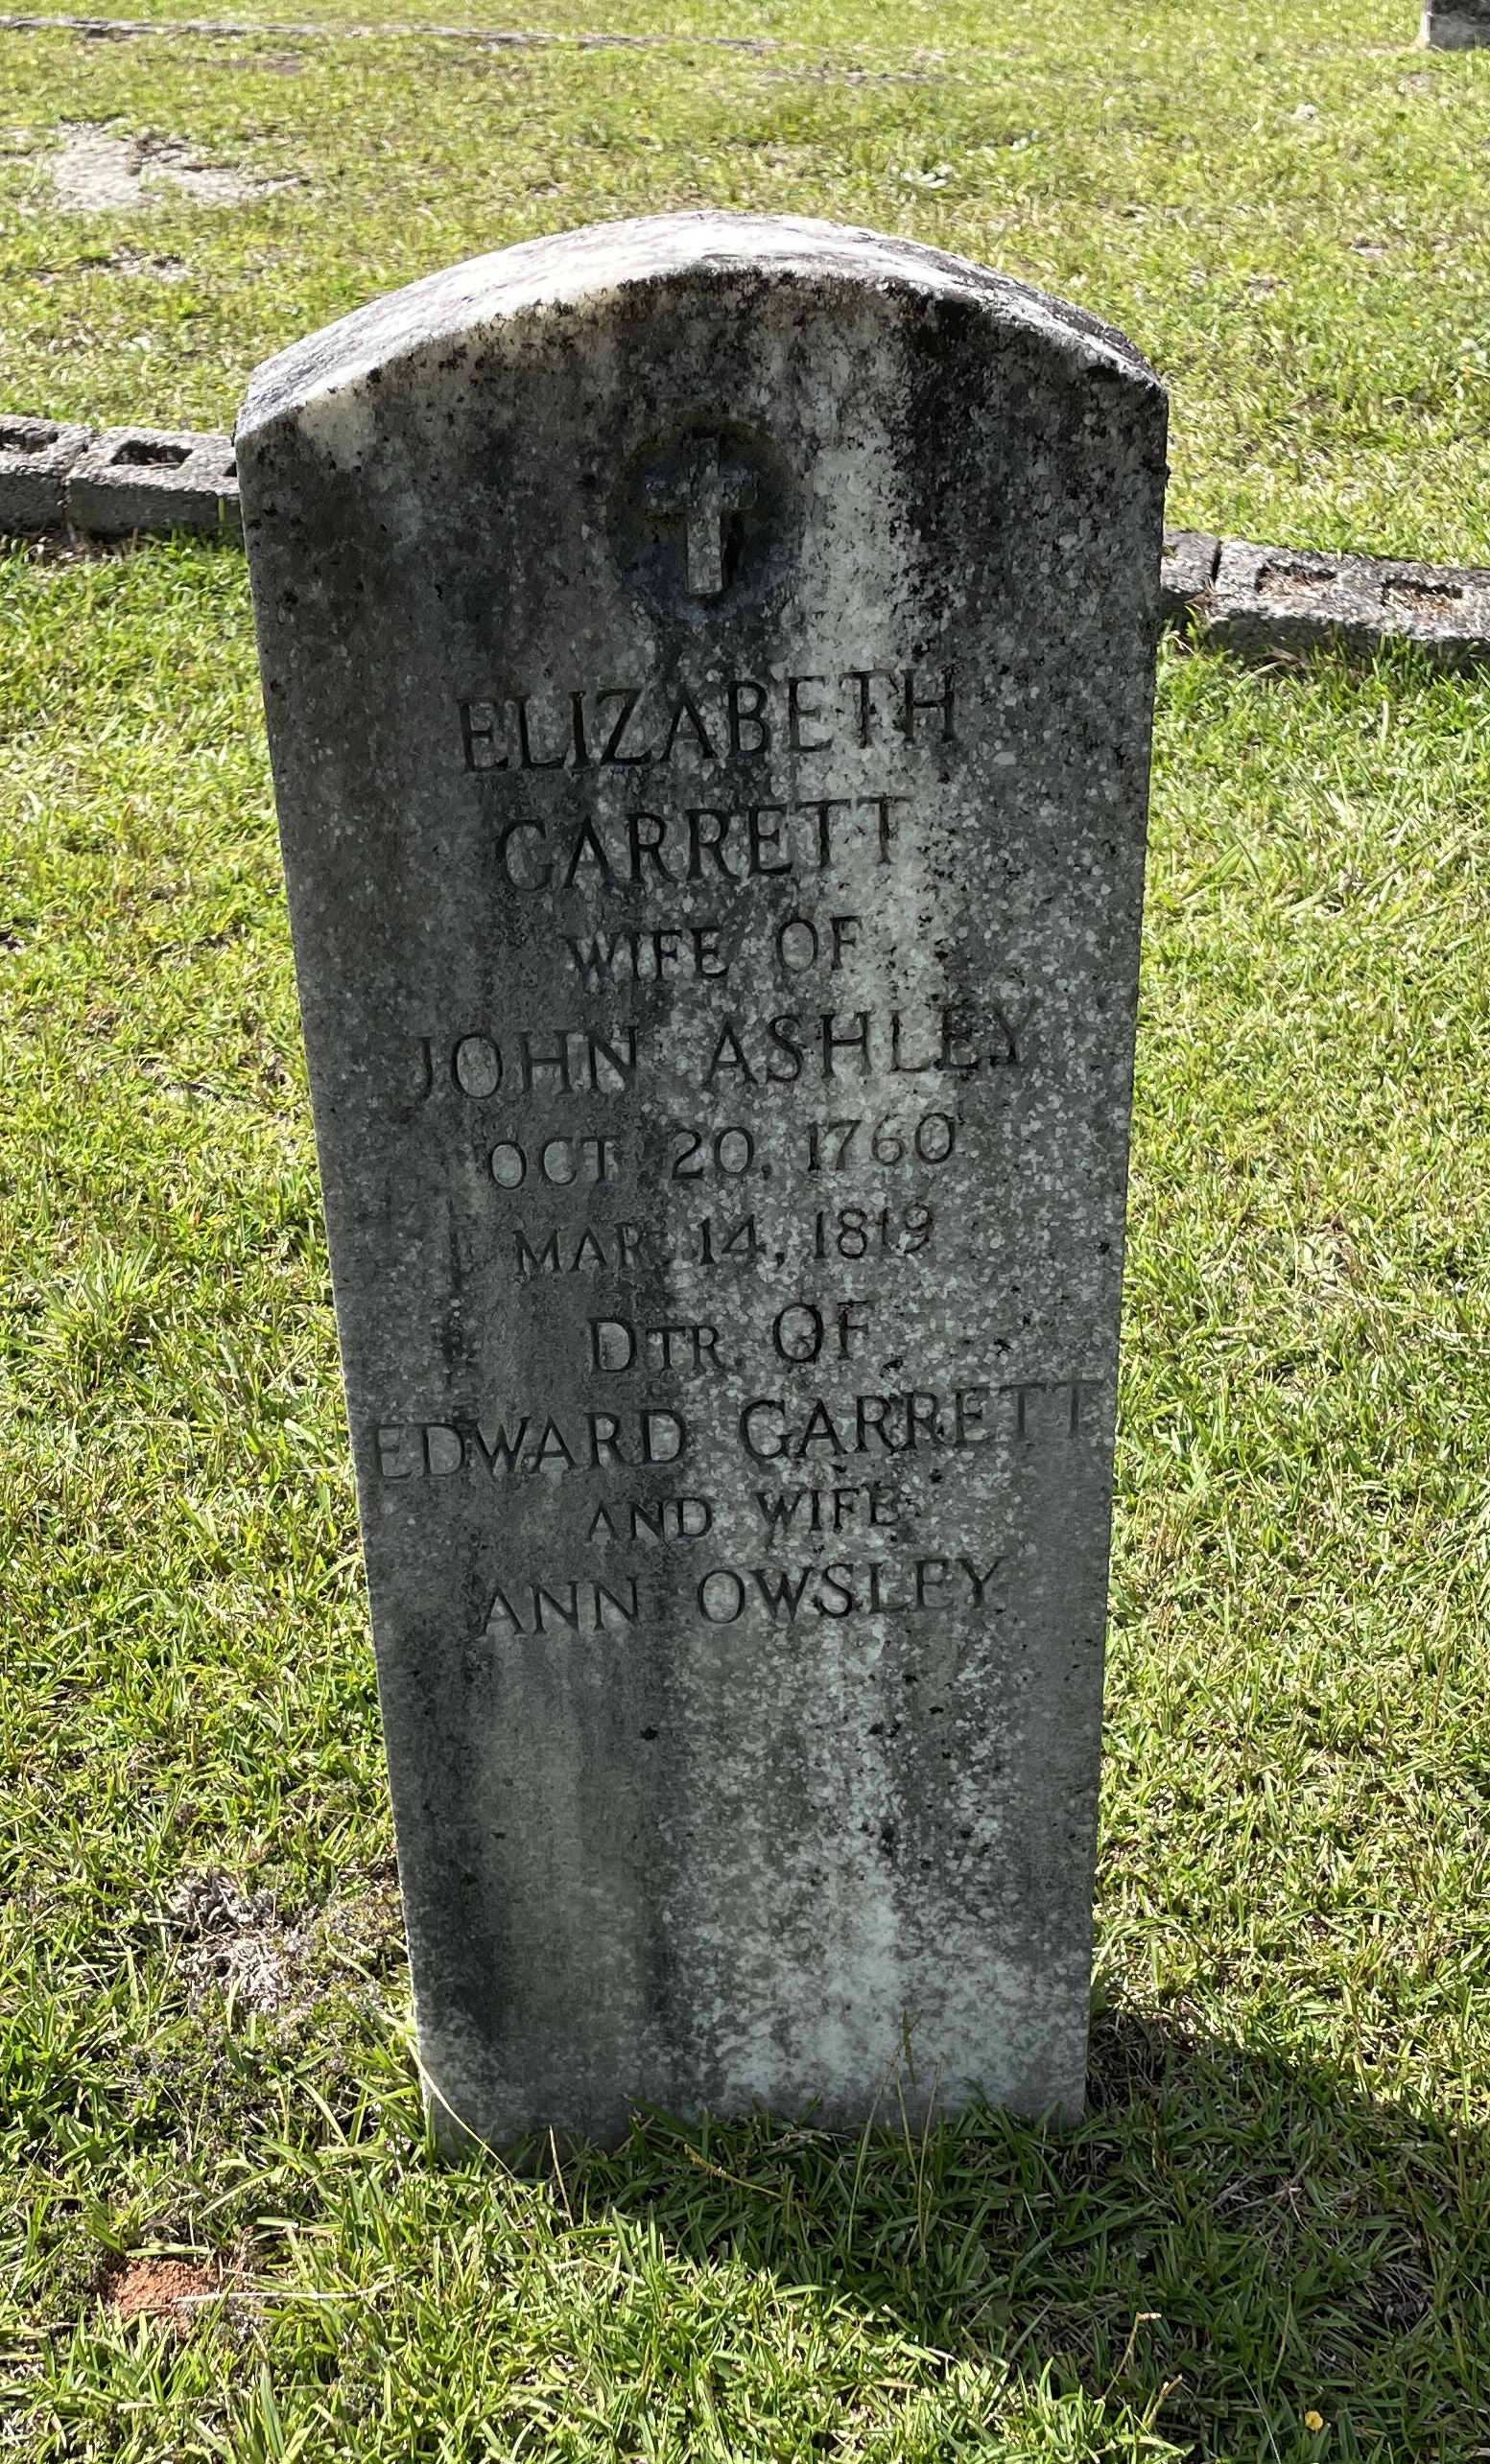 ELIZABETH
GARRETT
WIFE OF
JOHN ASHLEY
OCT 20, 1760
MAR. 14, 1819
DTR. OF
EDWARD GARRETT
AND WIFE
ANN OWSLEY